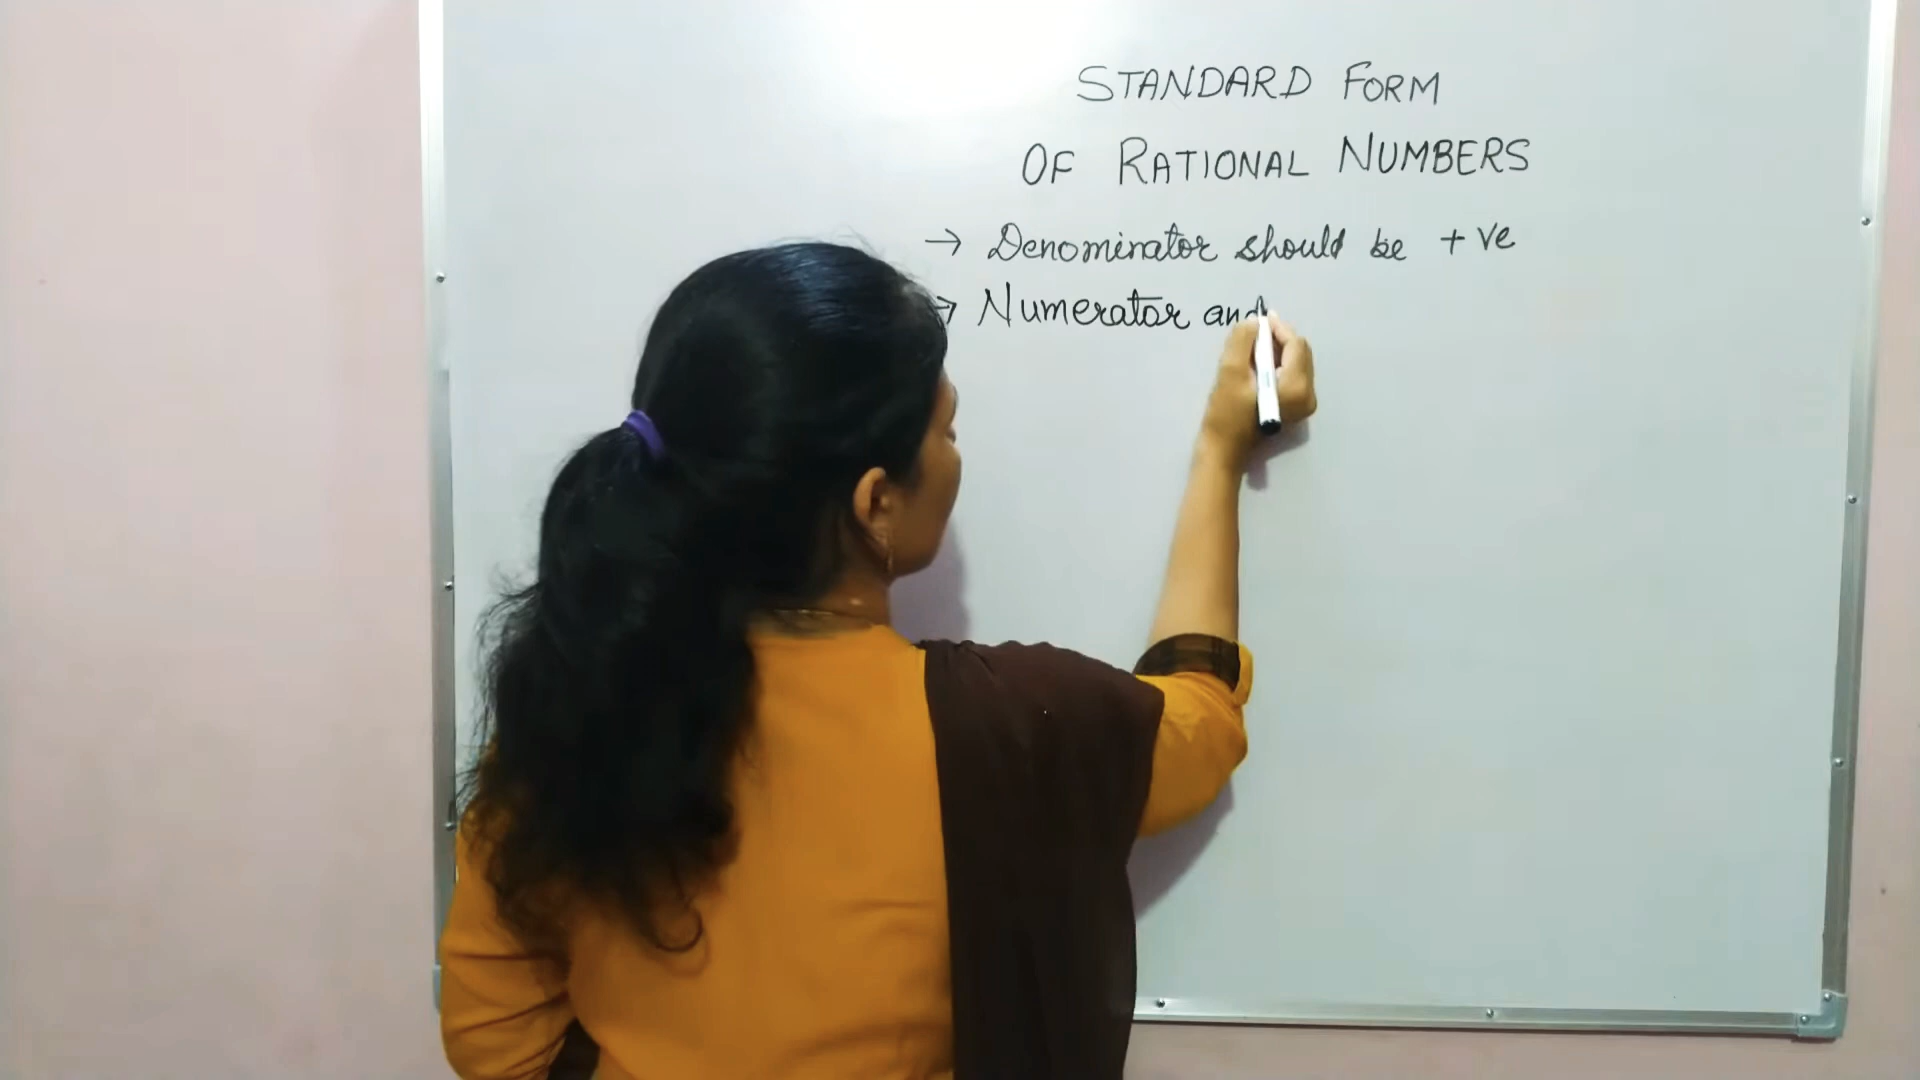 STANDARD FORM
OF RATIONAL NUMBERS
→ Denominator should be +ve
→ Numerator and